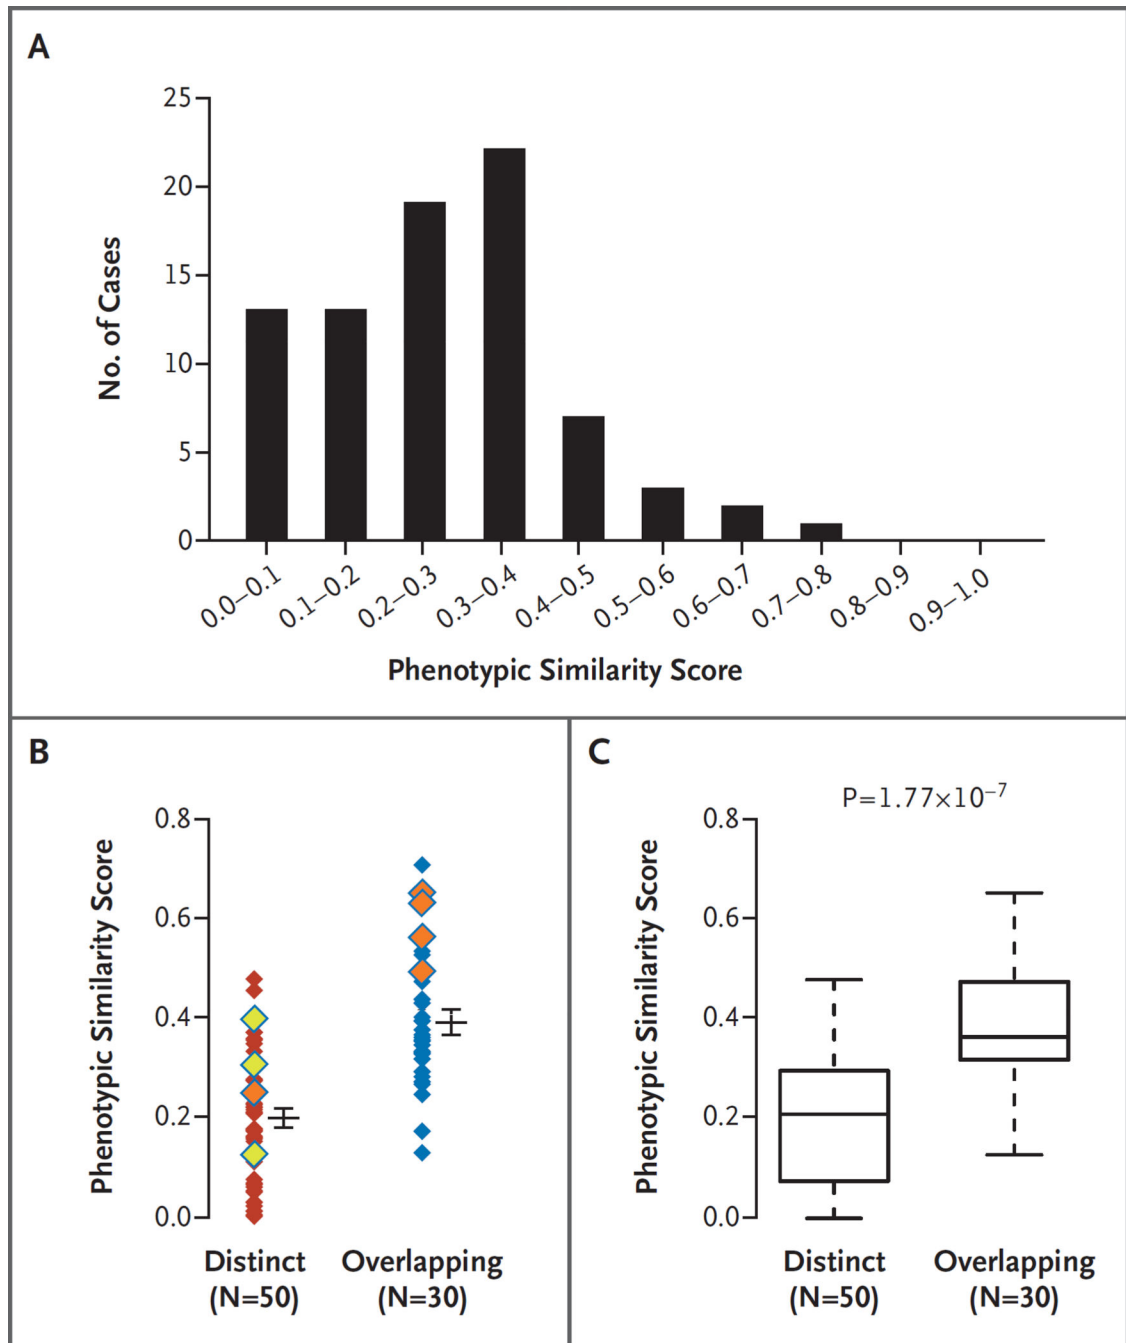 A
25
20
15
10
5
0
No. of Cases
0.0–0.1
0.1–0.2
0.2–0.3
0.3–0.4
0.4–0.5
0.5–0.6
0.6–0.7
0.7–0.8
0.8–0.9
0.9–1.0
Phenotypic Similarity Score
B
0.8
0.6
0.4
0.2
0.0
Phenotypic Similarity Score
Distinct
(N=50)
Overlapping
(N=30)
C
P=1.77×10⁻⁷
0.8
0.6
0.4
0.2
0.0
Phenotypic Similarity Score
Distinct
(N=50)
Overlapping
(N=30)